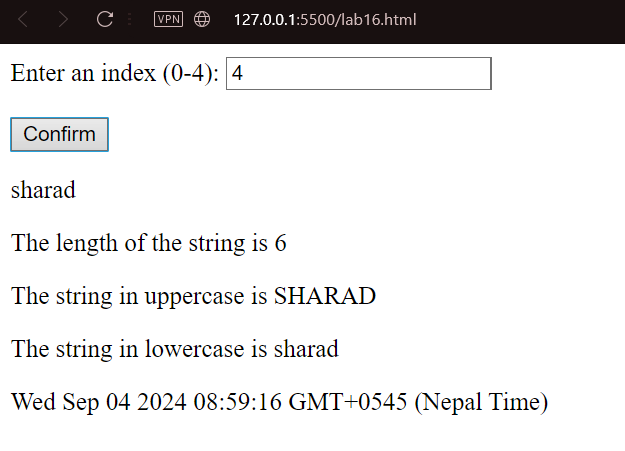 VPN 127.0.0.1:5500/lab16.html
Enter an index (0-4): 4
Confirm
sharad
The length of the string is 6
The string in uppercase is SHARAD
The string in lowercase is sharad
Wed Sep 04 2024 08:59:16 GMT+0545 (Nepal Time)